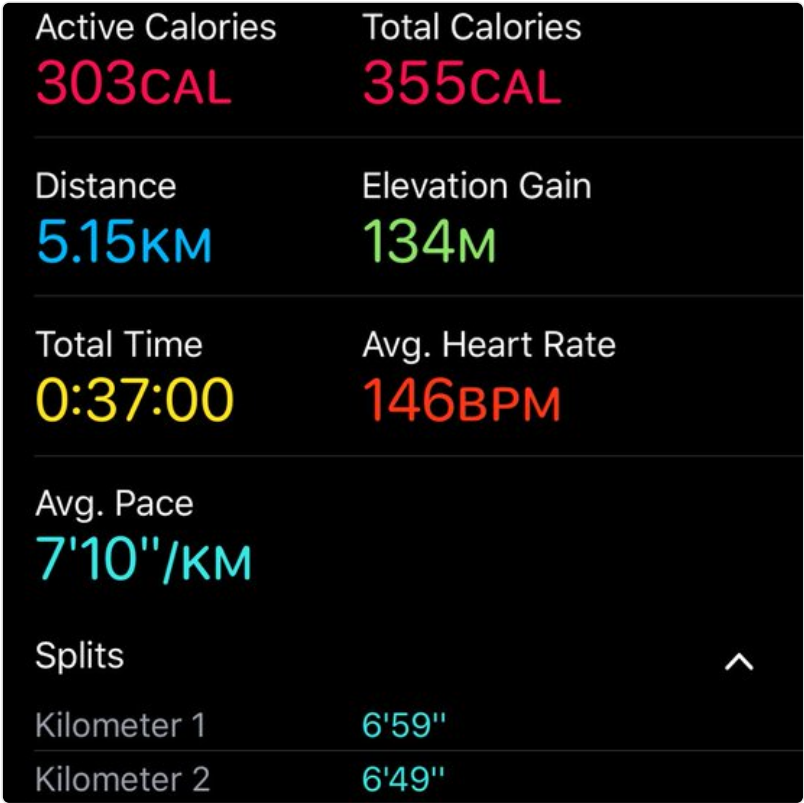 Active Calories Total Calories
303CAL 355CAL
Distance Elevation Gain
5.15KM 134M
Total Time Avg. Heart Rate
0:37:00 146BPM
Avg. Pace
7'10"/KM
Splits
Kilometer 1 6'59"
Kilometer 2 6'49"